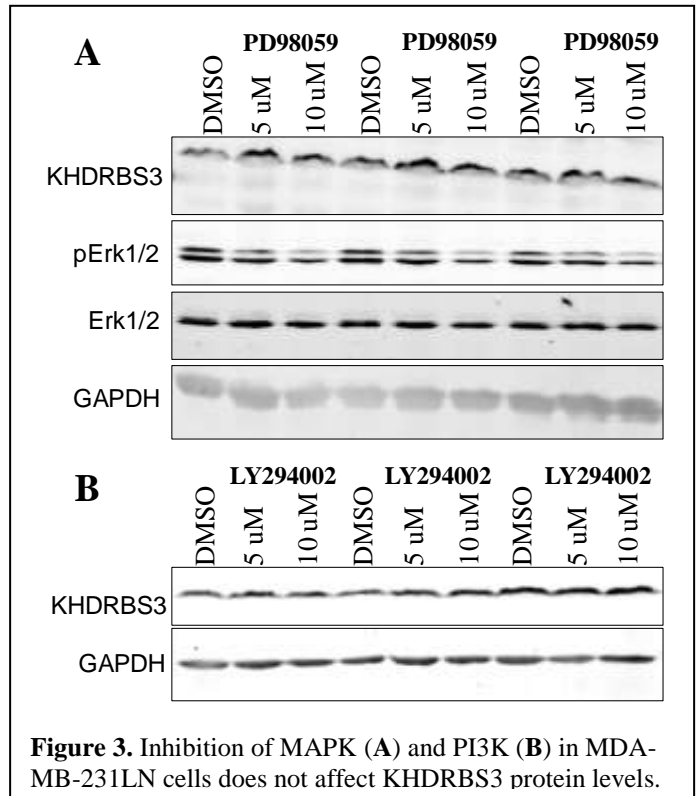 A
PD98059 PD98059 PD98059
DMSO 5 uM 10 uM DMSO 5 uM 10 uM DMSO 5 uM 10 uM
KHDRBS3
pErk1/2
Erk1/2
GAPDH
B
LY294002 LY294002 LY294002
DMSO 5 uM 10 uM DMSO 5 uM 10 uM DMSO 5 uM 10 uM
KHDRBS3
GAPDH
Figure 3. Inhibition of MAPK (A) and PI3K (B) in MDA-
MB-231LN cells does not affect KHDRBS3 protein levels.